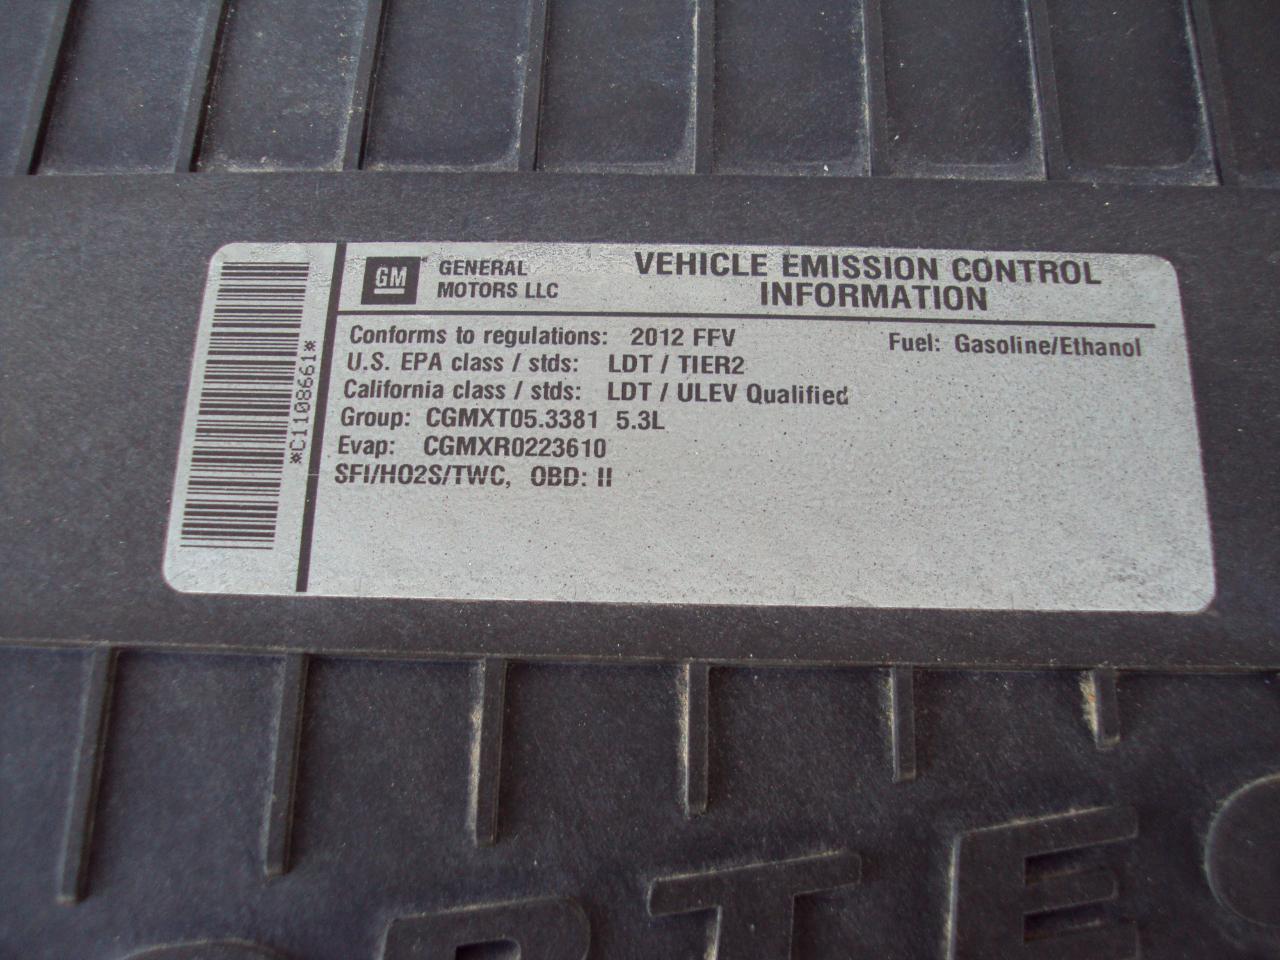 GM
GENERAL
MOTORS LLC
VEHICLE EMISSION CONTROL
INFORMATION
Conforms to regulations: 2012 FFV
Fuel: Gasoline/Ethanol
U.S. EPA class / stds: LDT / TIER2
California class / stds: LDT / ULEV Qualified
Group: CGMXT05.3381 5.3L
Evap: CGMXR0223610
SFI/HO2S/TWC, OBD: II
*C1108661*